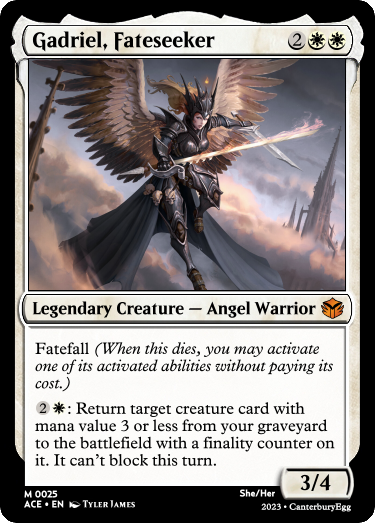 Gadriel, Fateseeker 2
Legendary Creature — Angel Warrior
Fatefall (When this dies, you may activate
one of its activated abilities without paying its
cost.)
2: Return target creature card with
mana value 3 or less from your graveyard
to the battlefield with a finality counter on
it. It can't block this turn.
3/4
M 0025
ACE • EN Tyler James
She/Her
2023 • CanterburyEgg